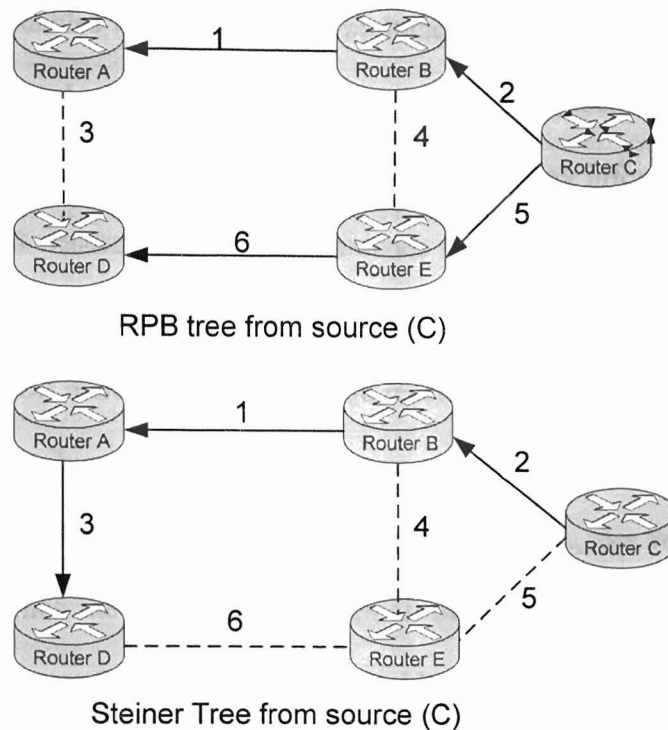 1
Router A
Router B
2
3
4
Router C
5
6
Router D
Router E
RPB tree from source (C)
1
Router A
Router B
2
3
4
Router C
5
6
Router D
Router E
Steiner Tree from source (C)